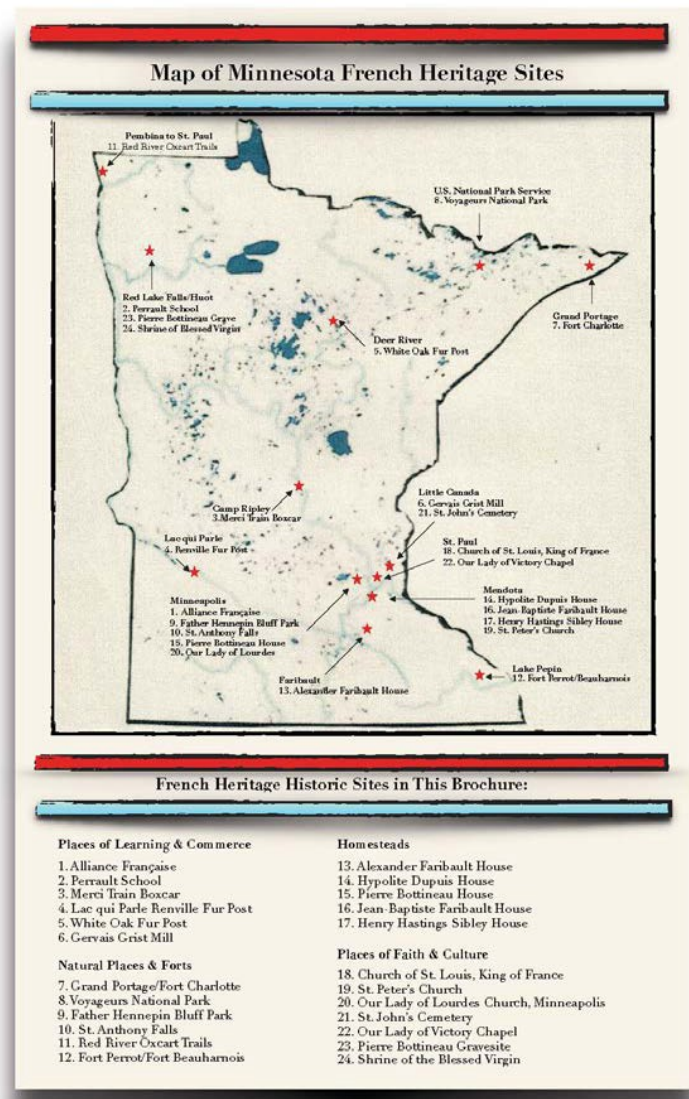 Map of Minnesota French Heritage Sites
Pembina to St. Paul
11. Red River Oxcart Trails
U.S. National Park Service
8. Voyageurs National Park
Red Lake Falls/Huot
2. Perrault School
23. Pierre Bottineau Grave
24. Shrine of Blessed Virgin
Grand Portage
7. Fort Charlotte
Deer River
5. White Oak Fur Post
Camp Ripley
3. Merci Train Boxcar
Little Canada
6. Gervais Grist Mill
21. St. John's Cemetery
Lac qui Parle
4. Renville Fur Post
St. Paul
18. Church of St. Louis, King of France
22. Our Lady of Victory Chapel
Minneapolis
1. Alliance Française
9. Father Hennepin Bluff Park
10. St. Anthony Falls
15. Pierre Bottineau House
20. Our Lady of Lourdes
Mendota
14. Hypolite Dupuis House
16. Jean-Baptiste Faribault House
17. Henry Hastings Sibley House
19. St. Peter's Church
Faribault
13. Alexander Faribault House
Lake Pepin
12. Fort Perrot/Beauharnois
French Heritage Historic Sites in This Brochure:
Places of Learning & Commerce
1. Alliance Française
2. Perrault School
3. Merci Train Boxcar
4. Lac qui Parle Renville Fur Post
5. White Oak Fur Post
6. Gervais Grist Mill
Natural Places & Forts
7. Grand Portage/Fort Charlotte
8. Voyageurs National Park
9. Father Hennepin Bluff Park
10. St. Anthony Falls
11. Red River Oxcart Trails
12. Fort Perrot/Fort Beauharnois
Homesteads
13. Alexander Faribault House
14. Hypolite Dupuis House
15. Pierre Bottineau House
16. Jean-Baptiste Faribault House
17. Henry Hastings Sibley House
Places of Faith & Culture
18. Church of St. Louis, King of France
19. St. Peter's Church
20. Our Lady of Lourdes Church, Minneapolis
21. St. John's Cemetery
22. Our Lady of Victory Chapel
23. Pierre Bottineau Gravesite
24. Shrine of the Blessed Virgin